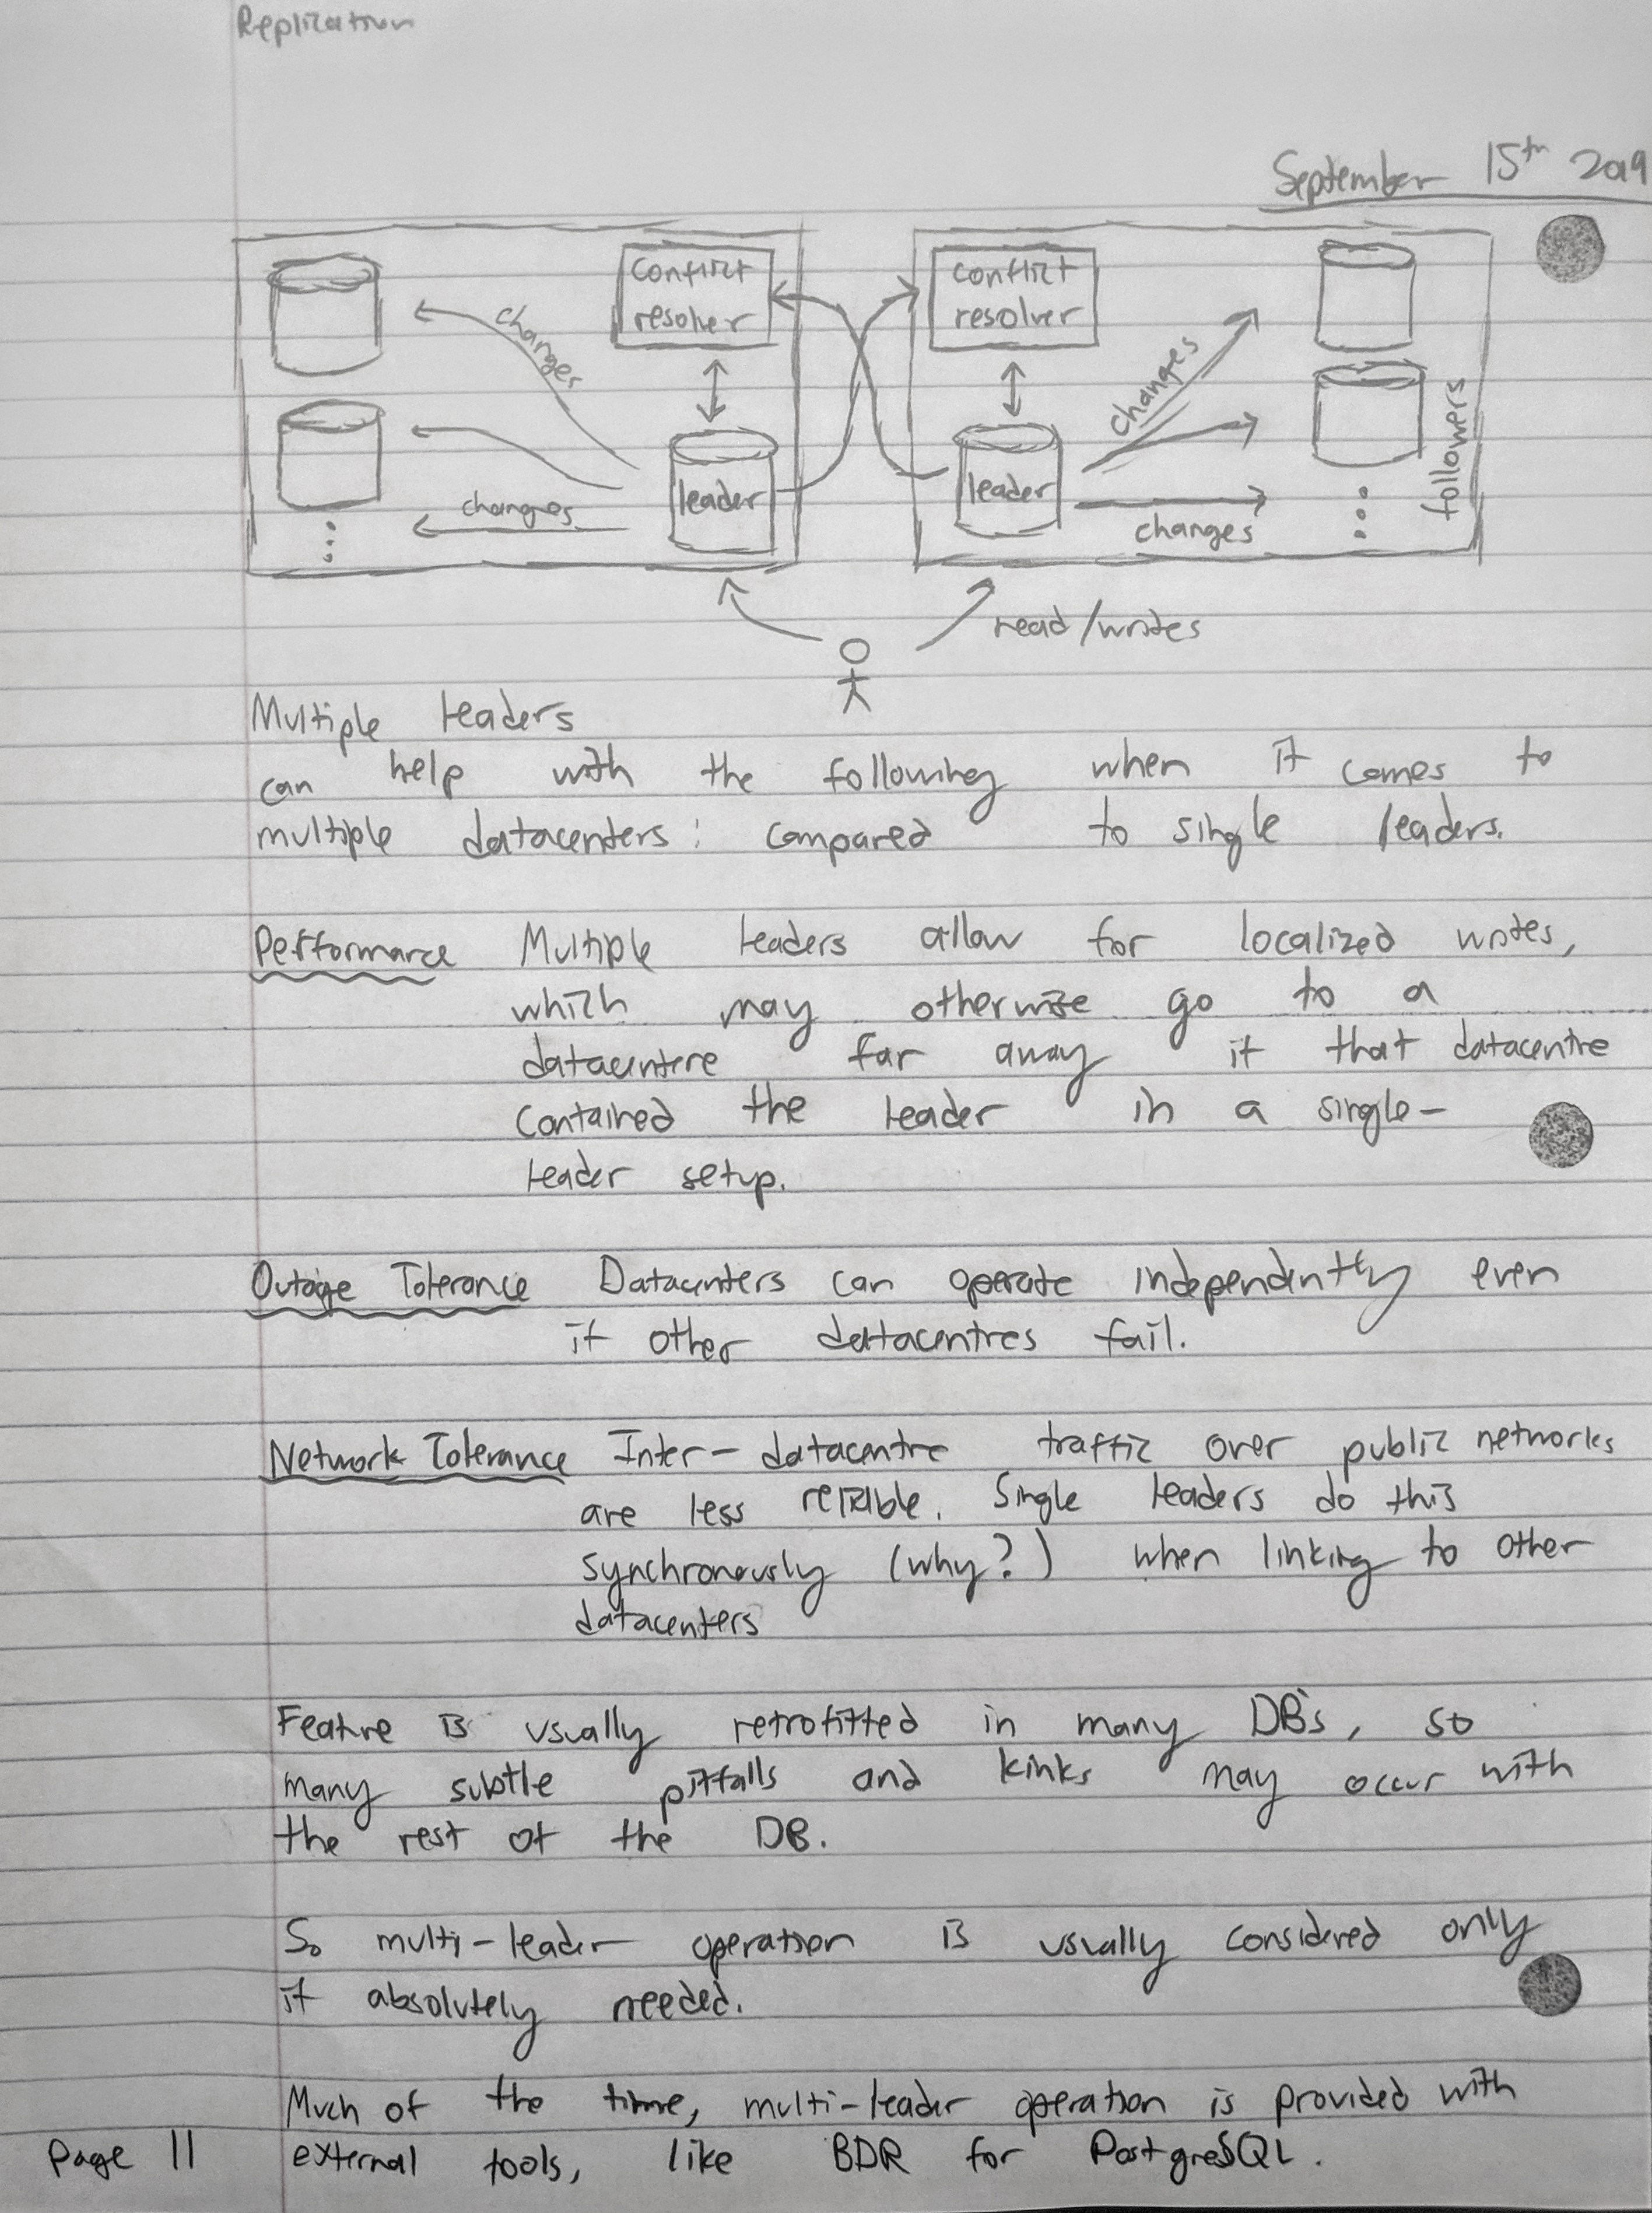 Replication
September 15th 2019
conflict
resolver
conflict
resolver
changes
changes
leader
leader
changes
changes
followers
read/writes
Multiple leaders
can help with the following when it comes to
multiple datacenters: compared to single leaders.
Performance Multiple leaders allow for localized writes,
which may otherwise go to a
datacentere far away if that datacentre
contained the leader in a single-
leader setup.
Outage Tolerance Datacenters can operate independently even
if other datacentres fail.
Network Tolerance Inter-datacentre traffic over public networks
are less reliable. Single leaders do this
synchronously (why?) when linking to other
datacenters
Feature is usually retrofitted in many DB's, so
many subtle pitfalls and kinks may occur with
the rest of the DB.
So multi-leader operation is usually considered only
if absolutely needed.
Much of the time, multi-leader operation is provided with
Page 11 external tools, like BDR for PostgreSQL.